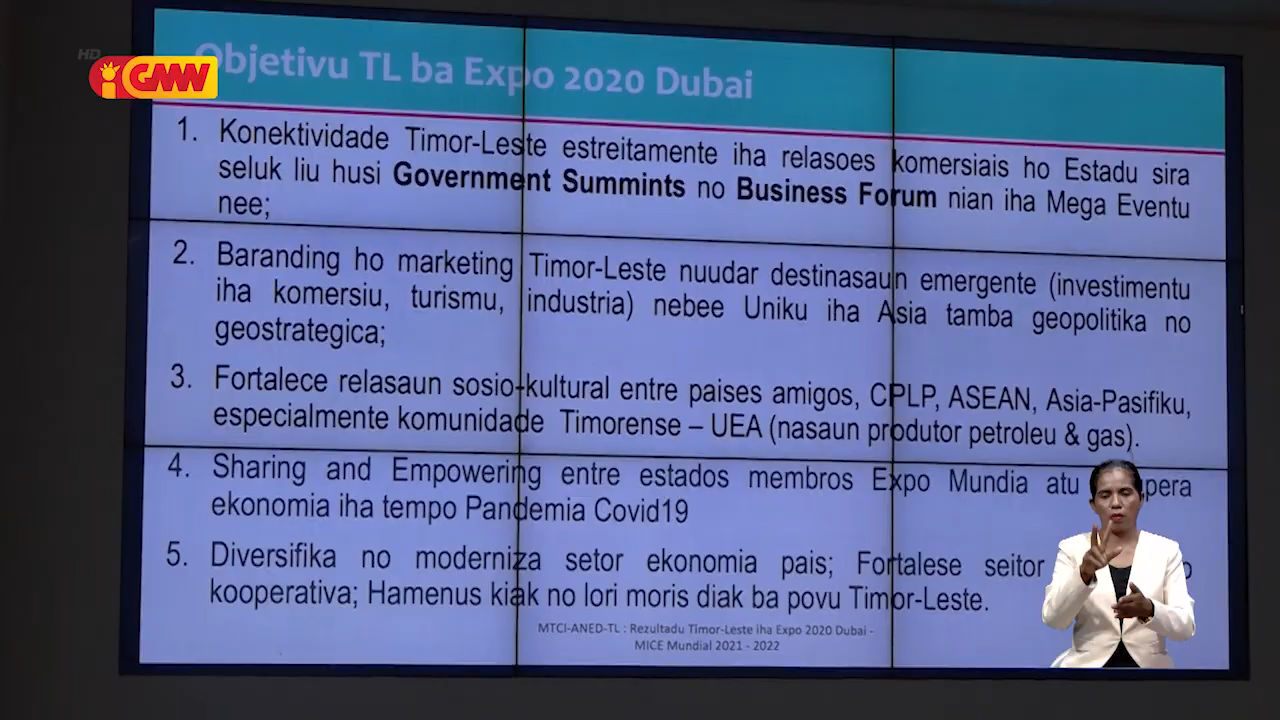 HD
GMN
Objetivu TL ba Expo 2020 Dubai
1. Konektividade Timor-Leste estreitamente iha relasoes komersiais ho Estadu sira
seluk liu husi Government Summints no Business Forum nian iha Mega Eventu
nee;
2. Baranding ho marketing Timor-Leste nuudar destinasaun emergente (investimentu
iha komersiu, turismu, industria) nebee Uniku iha Asia tamba geopolitika no
geostrategica;
3. Fortalece relasaun sosio-kultural entre paises amigos, CPLP, ASEAN, Asia-Pasifiku,
especialmente komunidade Timorense – UEA (nasaun produtor petroleu & gas).
4. Sharing and Empowering entre estados membros Expo Mundia atu
ekonomia iha tempo Pandemia Covid19
5. Diversifika no moderniza setor ekonomia pais; Fortalese seitor
kooperativa; Hamenus kiak no lori moris diak ba povu Timor-Leste.
MTCI-ANED-TL : Rezultadu Timor-Leste iha Expo 2020 Dubai -
MICE Mundial 2021 - 2022